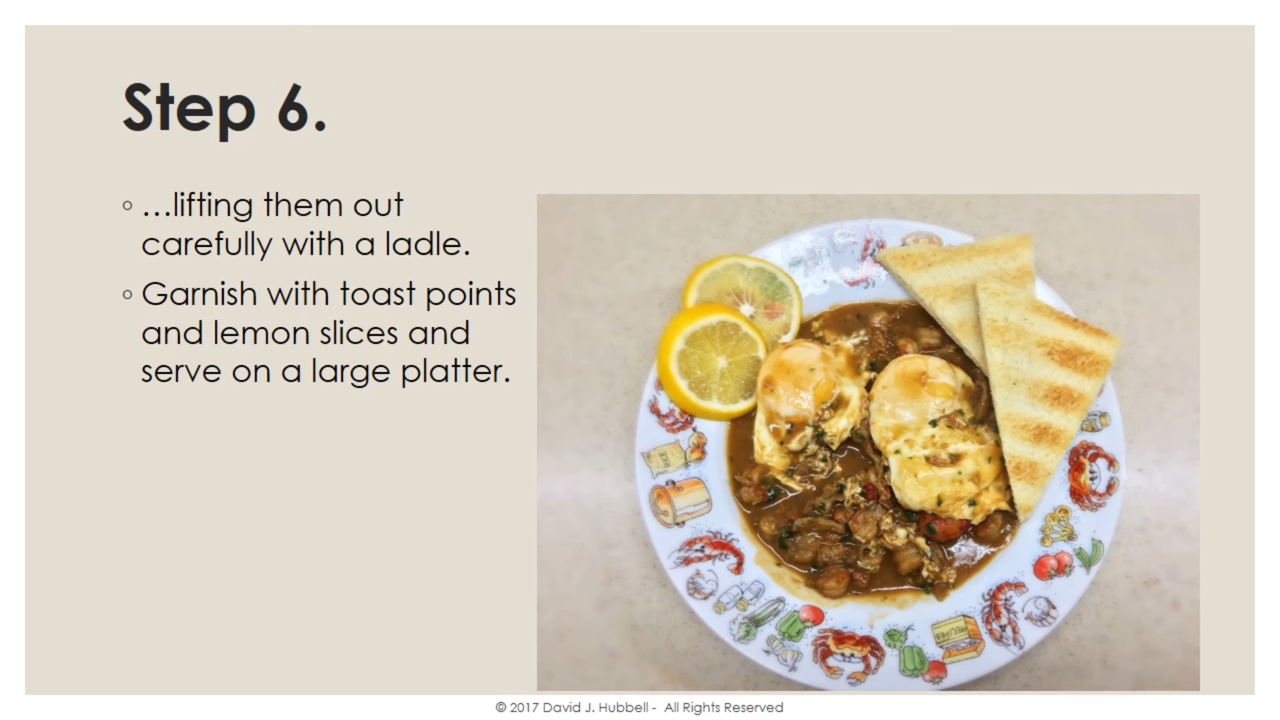 Step 6.
◦ …lifting them out
carefully with a ladle.
◦ Garnish with toast points
and lemon slices and
serve on a large platter.
© 2017 David J. Hubbell - All Rights Reserved